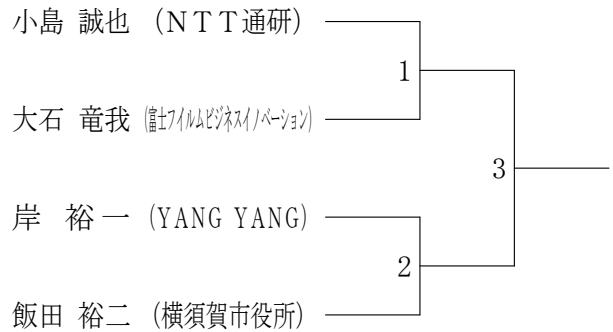 小島 誠也 （ＮＴＴ通研）
1
大石 竜我 (富士フイルムビジネスイノベーション)
3
岸 裕一 (YANG YANG)
2
飯田 裕二 (横須賀市役所)